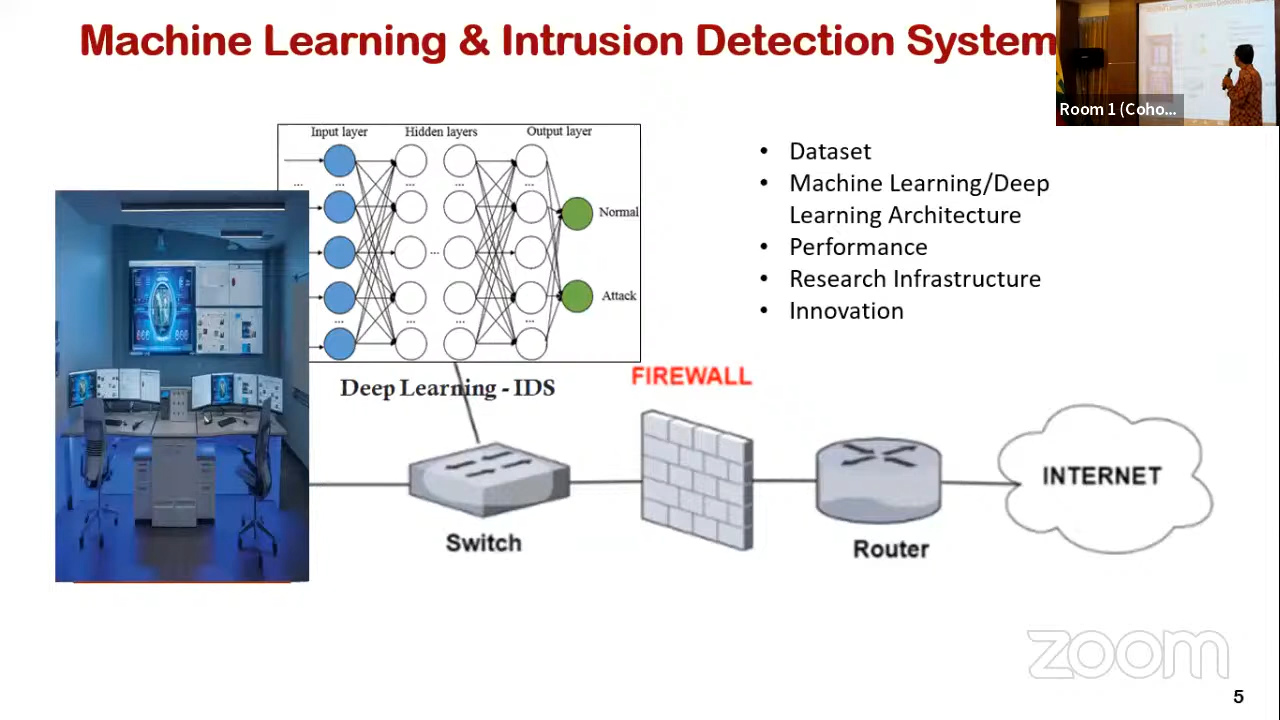 Machine Learning & Intrusion Detection System
Room 1 (Coho...
Input layer
Hidden layers
Output layer
Normal
Attack
Deep Learning - IDS
• Dataset
• Machine Learning/Deep
Learning Architecture
• Performance
• Research Infrastructure
• Innovation
FIREWALL
INTERNET
Switch
Router
zoom
5